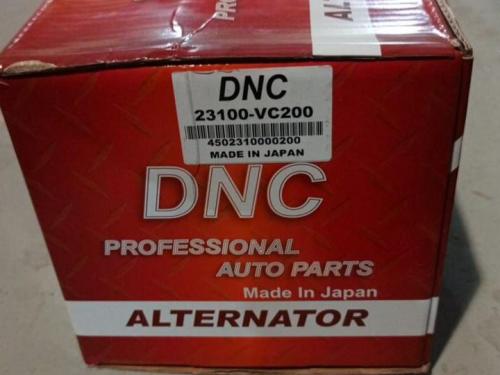 DNC
23100-VC200
4502310000200
MADE IN JAPAN
DNC
PROFESSIONAL
AUTO PARTS
Made In Japan
ALTERNATOR